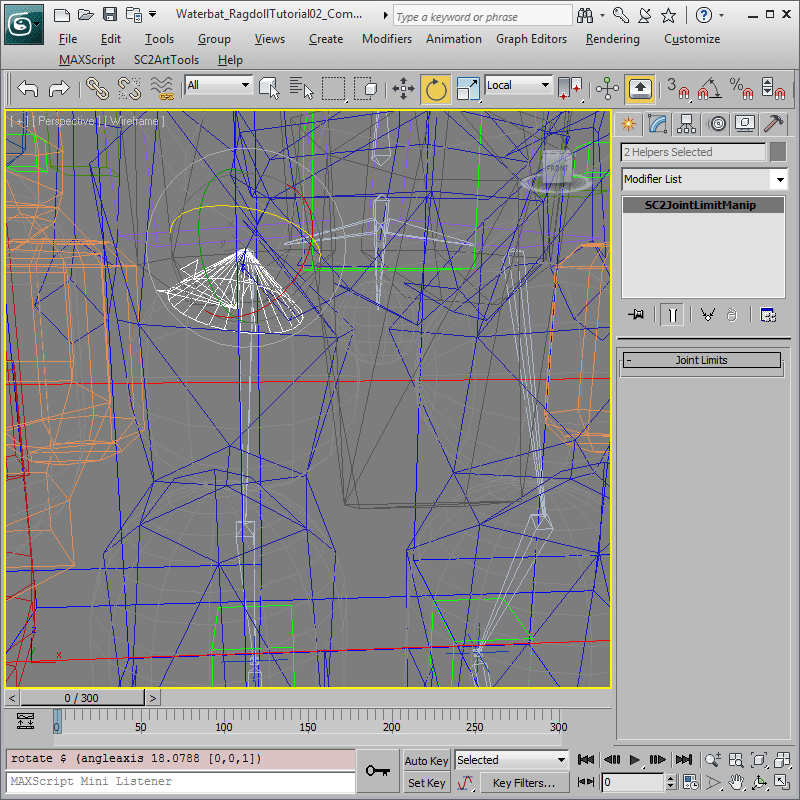 Waterbat_RagdollTutorial02_Com...
Type a keyword or phrase
File Edit Tools Group Views Create Modifiers Animation Graph Editors Rendering Customize
MAXScript SC2ArtTools Help
All
Local
3
%
[ + ] [ Perspective ] [ Wireframe ]
FRONT
2 Helpers Selected
Modifier List
SC2JointLimitManip
- Joint Limits
x
y
z
x
< 0 / 300 >
0 50 100 150 200 250 300
rotate $ (angleaxis 18.0788 [0,0,1])
MAXScript Mini Listener
Auto Key Selected
Set Key Key Filters...
0